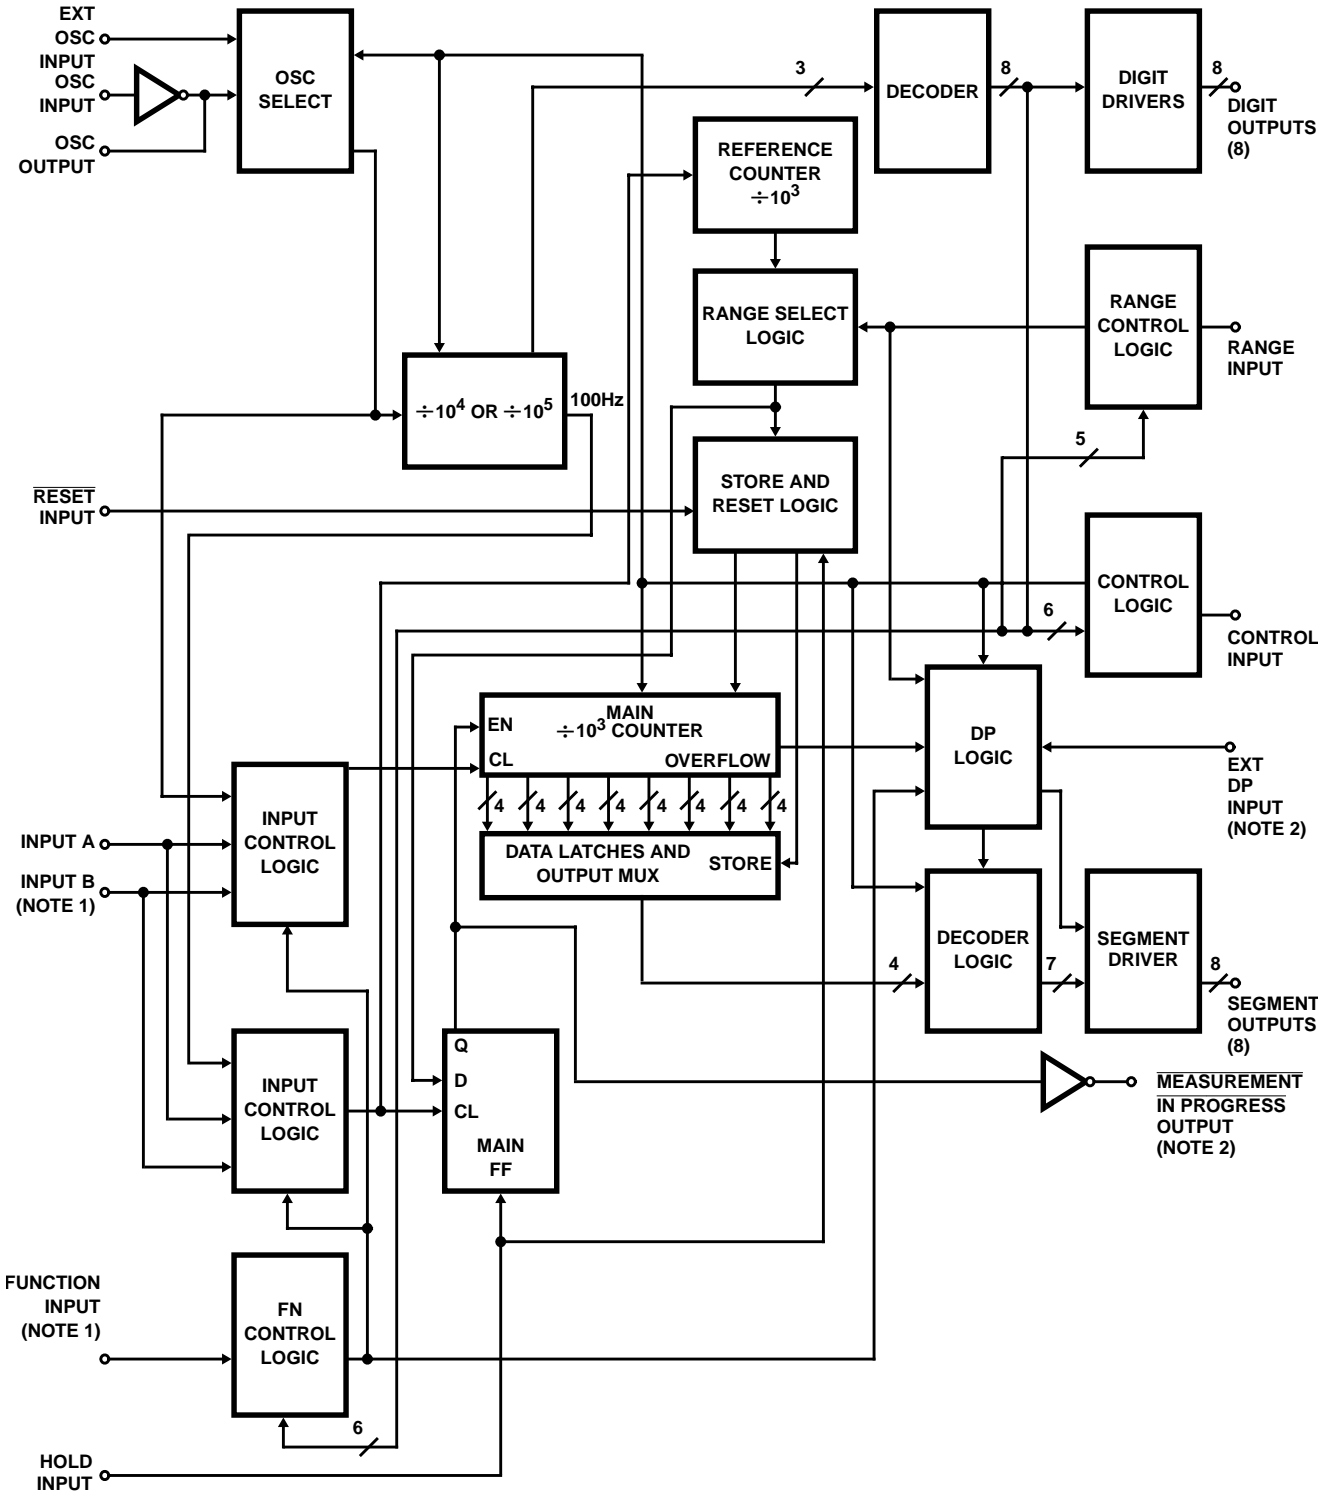 EXT
OSC
INPUT
OSC
INPUT
OSC
OUTPUT
OSC
SELECT
3
DECODER
8
DIGIT
DRIVERS
8
DIGIT
OUTPUTS
(8)
REFERENCE
COUNTER
÷10³
RANGE SELECT
LOGIC
RANGE
CONTROL
LOGIC
RANGE
INPUT
÷10⁴ OR ÷10⁵
100Hz
5
RESET
INPUT
STORE AND
RESET LOGIC
CONTROL
LOGIC
6
CONTROL
INPUT
MAIN
÷10³ COUNTER
EN
CL
OVERFLOW
4 4 4 4 4 4 4 4
DATA LATCHES AND
OUTPUT MUX
STORE
DP
LOGIC
EXT
DP
INPUT
(NOTE 2)
INPUT
CONTROL
LOGIC
INPUT A
INPUT B
(NOTE 1)
4
DECODER
LOGIC
7
SEGMENT
DRIVER
8
SEGMENT
OUTPUTS
(8)
INPUT
CONTROL
LOGIC
Q
D
CL
MAIN
FF
MEASUREMENT
IN PROGRESS
OUTPUT
(NOTE 2)
FUNCTION
INPUT
(NOTE 1)
FN
CONTROL
LOGIC
6
HOLD
INPUT